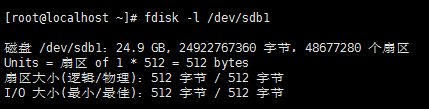 [root@localhost ~]# fdisk -l /dev/sdb1
磁盘 /dev/sdb1：24.9 GB, 24922767360 字节，48677280 个扇区
Units = 扇区 of 1 * 512 = 512 bytes
扇区大小(逻辑/物理)：512 字节 / 512 字节
I/O 大小(最小/最佳)：512 字节 / 512 字节